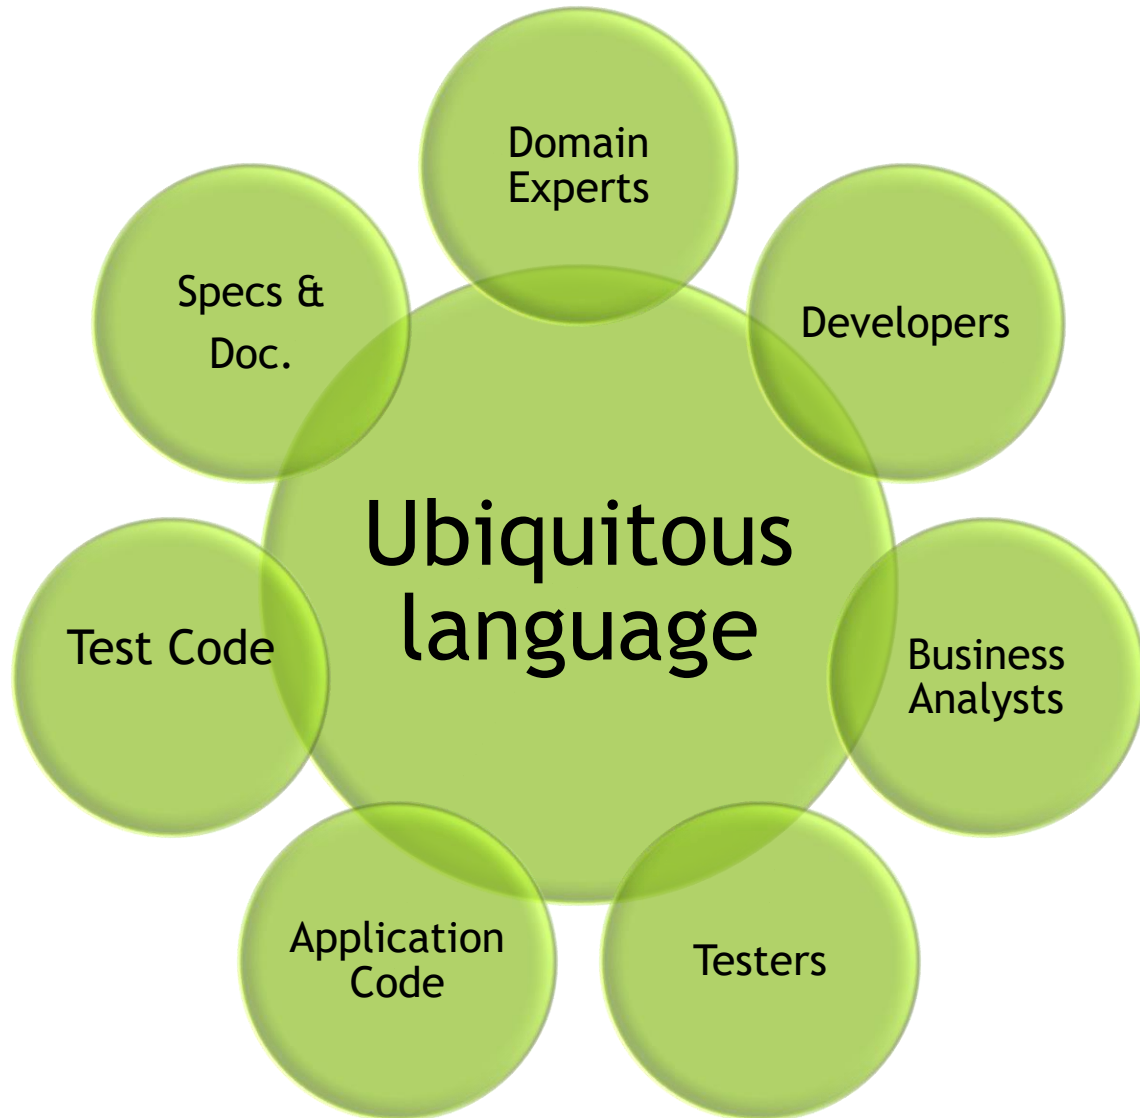 Domain
Experts
Developers
Business
Analysts
Testers
Application
Code
Test Code
Specs &
Doc.
Ubiquitous
language